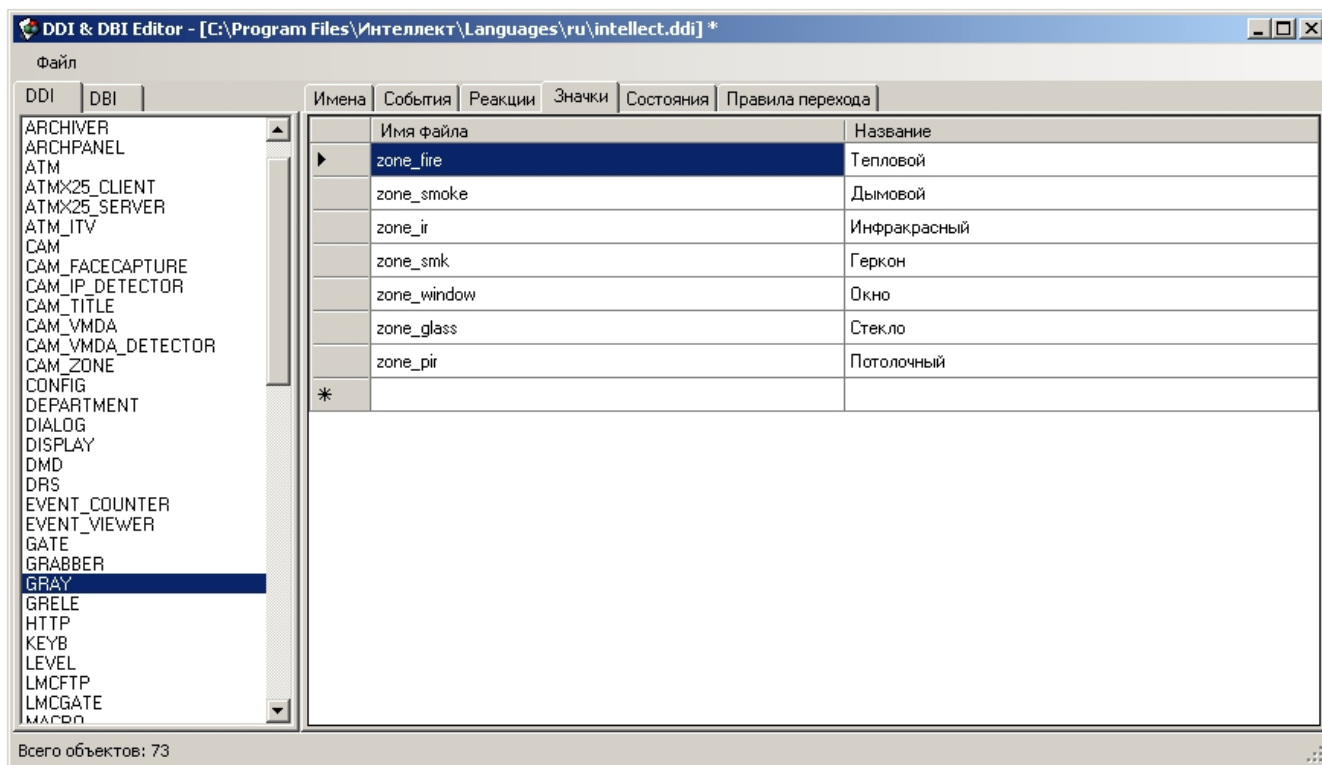 DDI & DBI Editor - [C:\Program Files\Интеллект\Languages\ru\intellect.ddi] *
Файл
DDI DBI
ARCHIVER
ARCHPANEL
ATM
ATMX25_CLIENT
ATMX25_SERVER
ATM_ITV
CAM
CAM_FACECAPTURE
CAM_IP_DETECTOR
CAM_TITLE
CAM_VMDA
CAM_VMDA_DETECTOR
CAM_ZONE
CONFIG
DEPARTMENT
DIALOG
DISPLAY
DMD
DRS
EVENT_COUNTER
EVENT_VIEWER
GATE
GRABBER
GRAY
GRELE
HTTP
KEYB
LEVEL
LMCFTP
LMCGATE
MACRO
Имена События Реакции Значки Состояния Правила перехода
Имя файла Название
zone_fire Тепловой
zone_smoke Дымовой
zone_ir Инфракрасный
zone_smk Геркон
zone_window Окно
zone_glass Стекло
zone_pir Потолочный
Всего объектов: 73